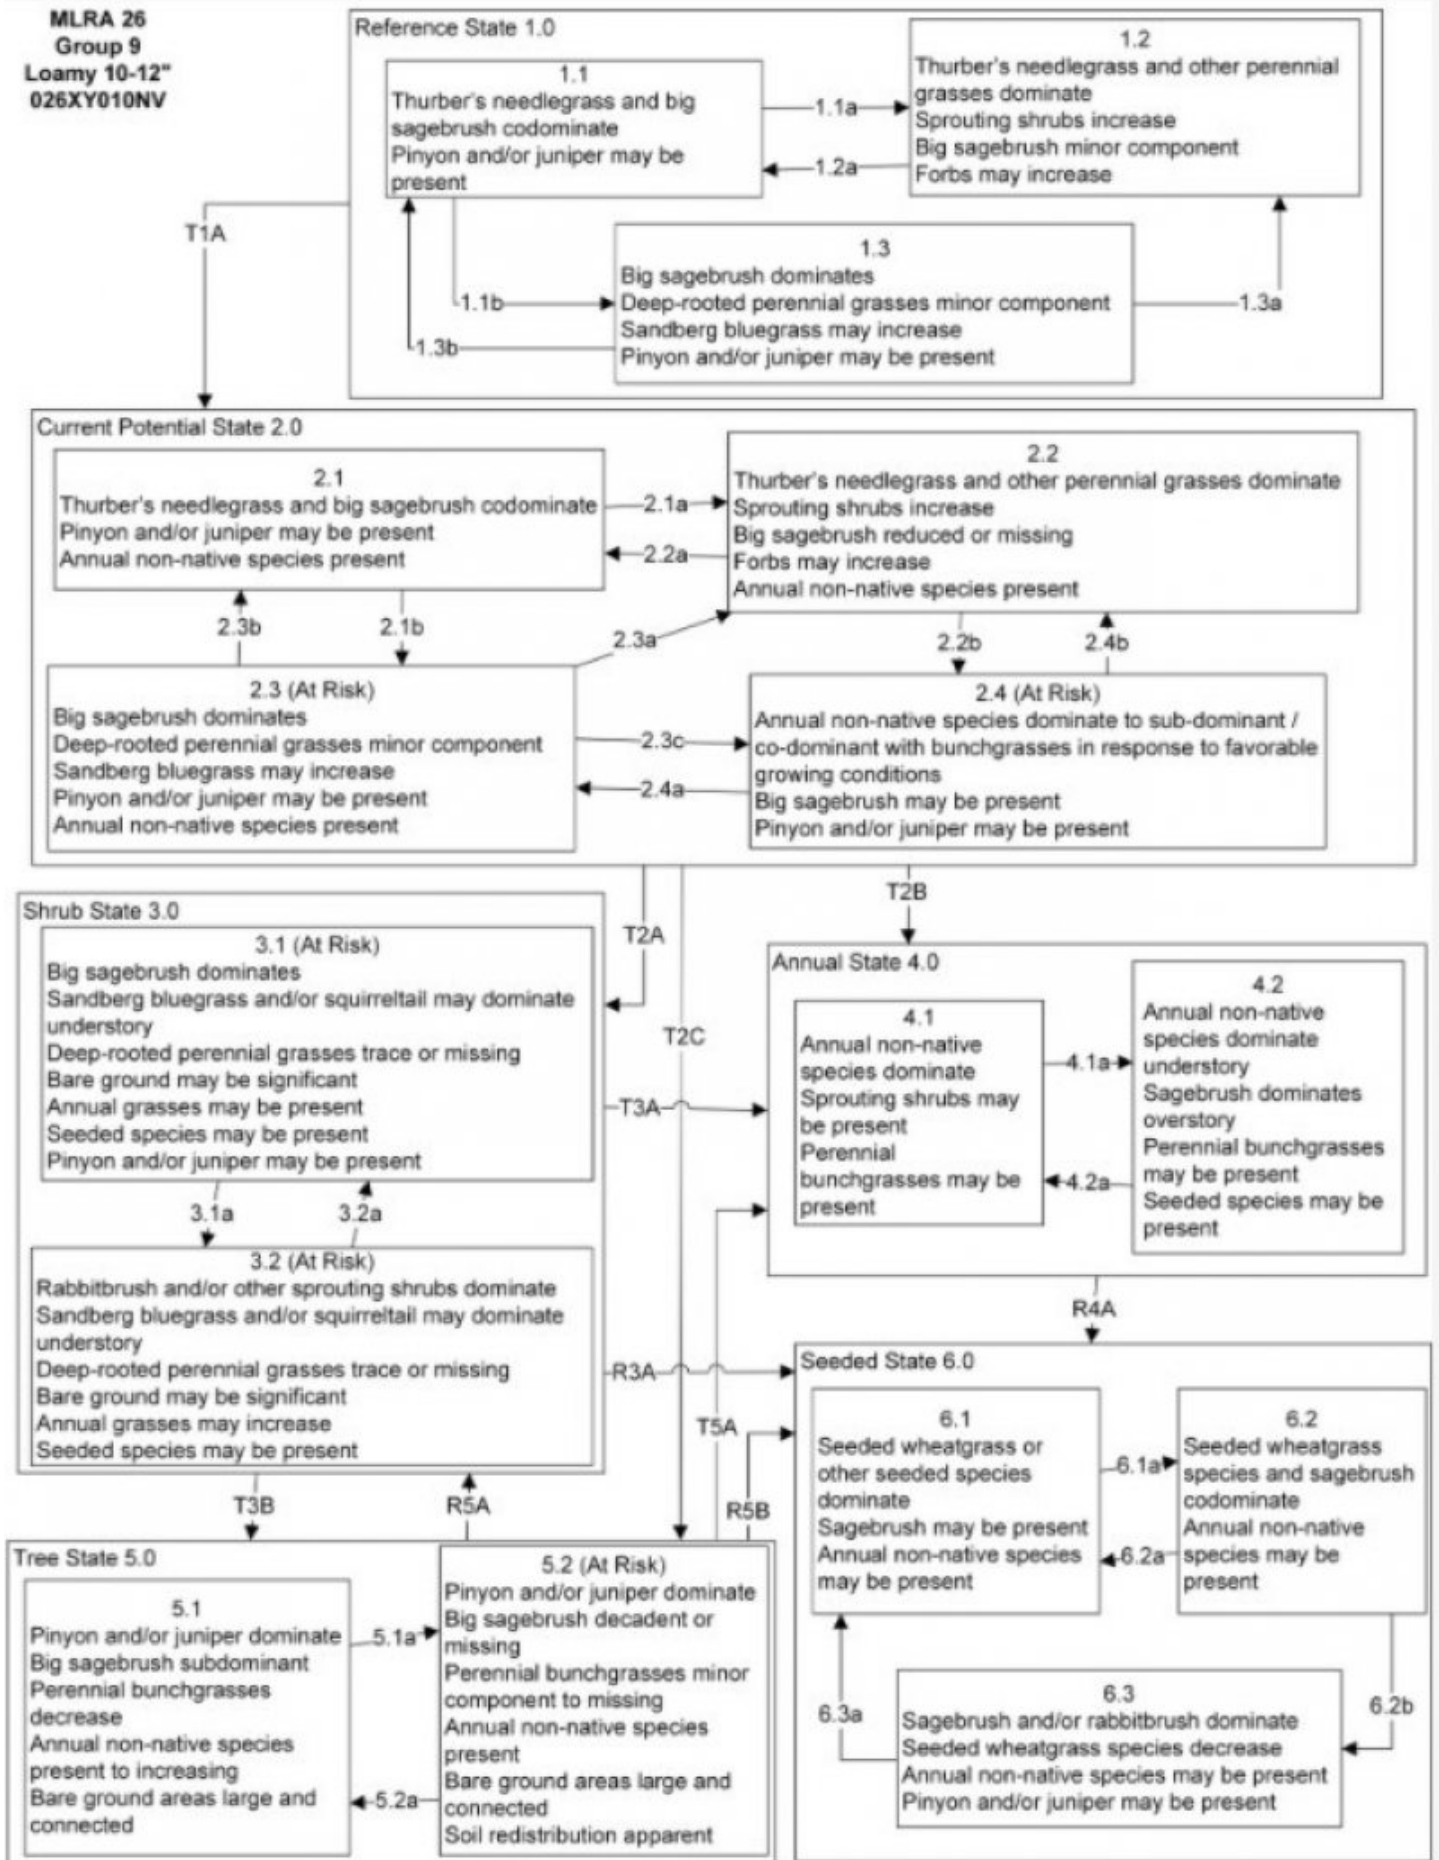 MLRA 26
Group 9
Loamy 10-12"
026XY010NV
Reference State 1.0
1.1
Thurber's needlegrass and big
sagebrush codominate
Pinyon and/or juniper may be
present
1.1a
1.2a
1.2
Thurber's needlegrass and other perennial
grasses dominate
Sprouting shrubs increase
Big sagebrush minor component
Forbs may increase
T1A
1.1b
1.3b
1.3
Big sagebrush dominates
Deep-rooted perennial grasses minor component
Sandberg bluegrass may increase
Pinyon and/or juniper may be present
1.3a
Current Potential State 2.0
2.1
Thurber's needlegrass and big sagebrush codominate
Pinyon and/or juniper may be present
Annual non-native species present
2.1a
2.2a
2.2
Thurber's needlegrass and other perennial grasses dominate
Sprouting shrubs increase
Big sagebrush reduced or missing
Forbs may increase
Annual non-native species present
2.3b
2.1b
2.3a
2.2b
2.4b
2.3 (At Risk)
Big sagebrush dominates
Deep-rooted perennial grasses minor component
Sandberg bluegrass may increase
Pinyon and/or juniper may be present
Annual non-native species present
2.3c
2.4a
2.4 (At Risk)
Annual non-native species dominate to sub-dominant /
co-dominant with bunchgrasses in response to favorable
growing conditions
Big sagebrush may be present
Pinyon and/or juniper may be present
T2A
T2C
T2B
Shrub State 3.0
3.1 (At Risk)
Big sagebrush dominates
Sandberg bluegrass and/or squirreltail may dominate
understory
Deep-rooted perennial grasses trace or missing
Bare ground may be significant
Annual grasses may be present
Seeded species may be present
Pinyon and/or juniper may be present
3.1a
3.2a
3.2 (At Risk)
Rabbitbrush and/or other sprouting shrubs dominate
Sandberg bluegrass and/or squirreltail may dominate
understory
Deep-rooted perennial grasses trace or missing
Bare ground may be significant
Annual grasses may increase
Seeded species may be present
T3A
R3A
Annual State 4.0
4.1
Annual non-native
species dominate
Sprouting shrubs may
be present
Perennial
bunchgrasses may be
present
4.1a
4.2a
4.2
Annual non-native
species dominate
understory
Sagebrush dominates
overstory
Perennial bunchgrasses
may be present
Seeded species may be
present
R4A
T3B
R5A
T5A
R5B
Tree State 5.0
5.1
Pinyon and/or juniper dominate
Big sagebrush subdominant
Perennial bunchgrasses
decrease
Annual non-native species
present to increasing
Bare ground areas large and
connected
5.1a
5.2a
5.2 (At Risk)
Pinyon and/or juniper dominate
Big sagebrush decadent or
missing
Perennial bunchgrasses minor
component to missing
Annual non-native species
present
Bare ground areas large and
connected
Soil redistribution apparent
Seeded State 6.0
6.1
Seeded wheatgrass or
other seeded species
dominate
Sagebrush may be present
Annual non-native species
may be present
6.1a
6.2a
6.2
Seeded wheatgrass
species and sagebrush
codominate
Annual non-native
species may be
present
6.3a
6.2b
6.3
Sagebrush and/or rabbitbrush dominate
Seeded wheatgrass species decrease
Annual non-native species may be present
Pinyon and/or juniper may be present